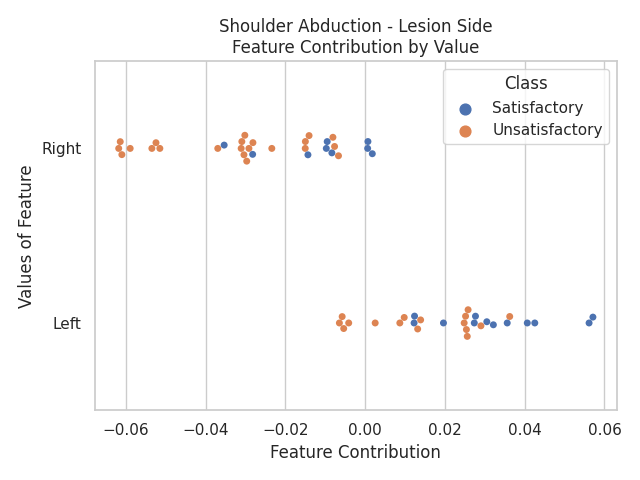 Shoulder Abduction - Lesion Side
Feature Contribution by Value
Class
Satisfactory
Unsatisfactory
Values of Feature
Right
Left
−0.06 −0.04 −0.02 0.00 0.02 0.04 0.06
Feature Contribution